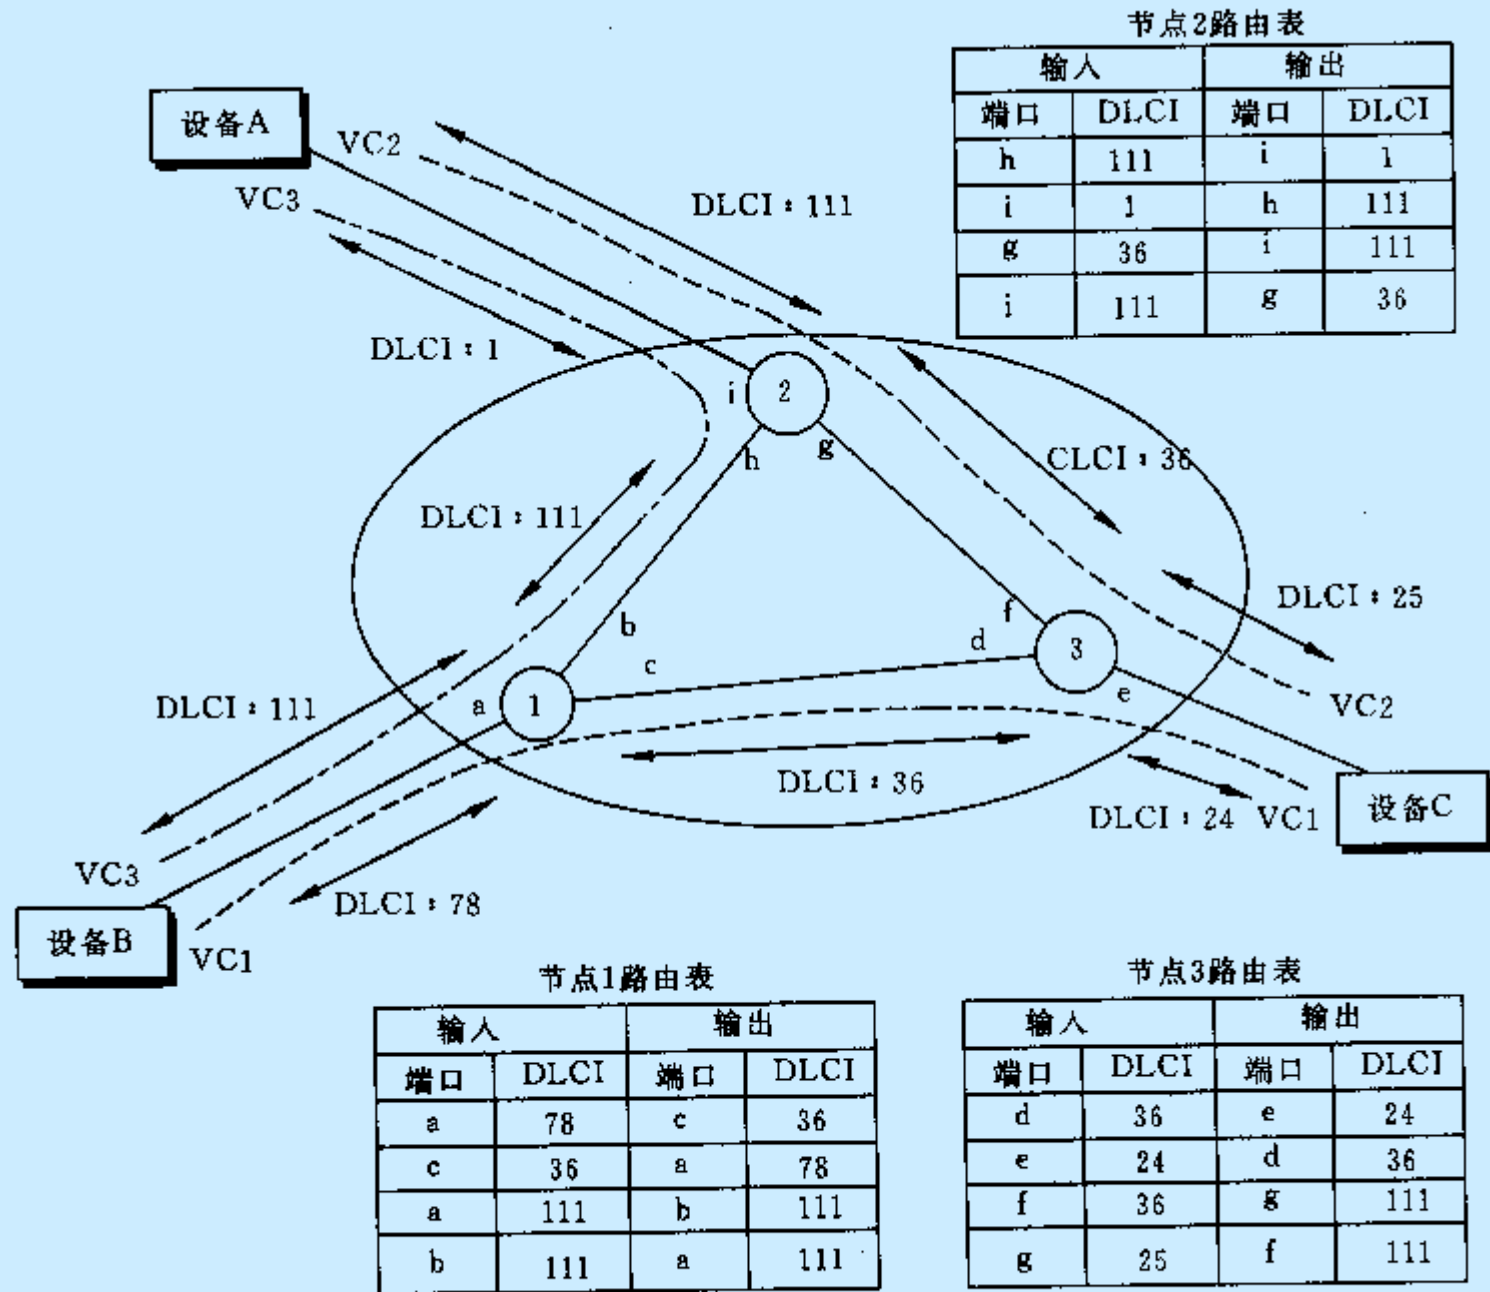 节点2路由表
输入 输出
端口 DLCI 端口 DLCI
h 111 i 1
i 1 h 111
g 36 i 111
i 111 g 36
设备A
VC2
VC3
DLCI:111
DLCI:1
i
2
h
g
CLCI:36
DLCI:111
DLCI:25
b
f
c
d
3
a
1
e
DLCI:111
VC2
DLCI:36
DLCI:24
VC1
设备C
VC3
DLCI:78
设备B
VC1
节点1路由表
输入 输出
端口 DLCI 端口 DLCI
a 78 c 36
c 36 a 78
a 111 b 111
b 111 a 111
节点3路由表
输入 输出
端口 DLCI 端口 DLCI
d 36 e 24
e 24 d 36
f 36 g 111
g 25 f 111